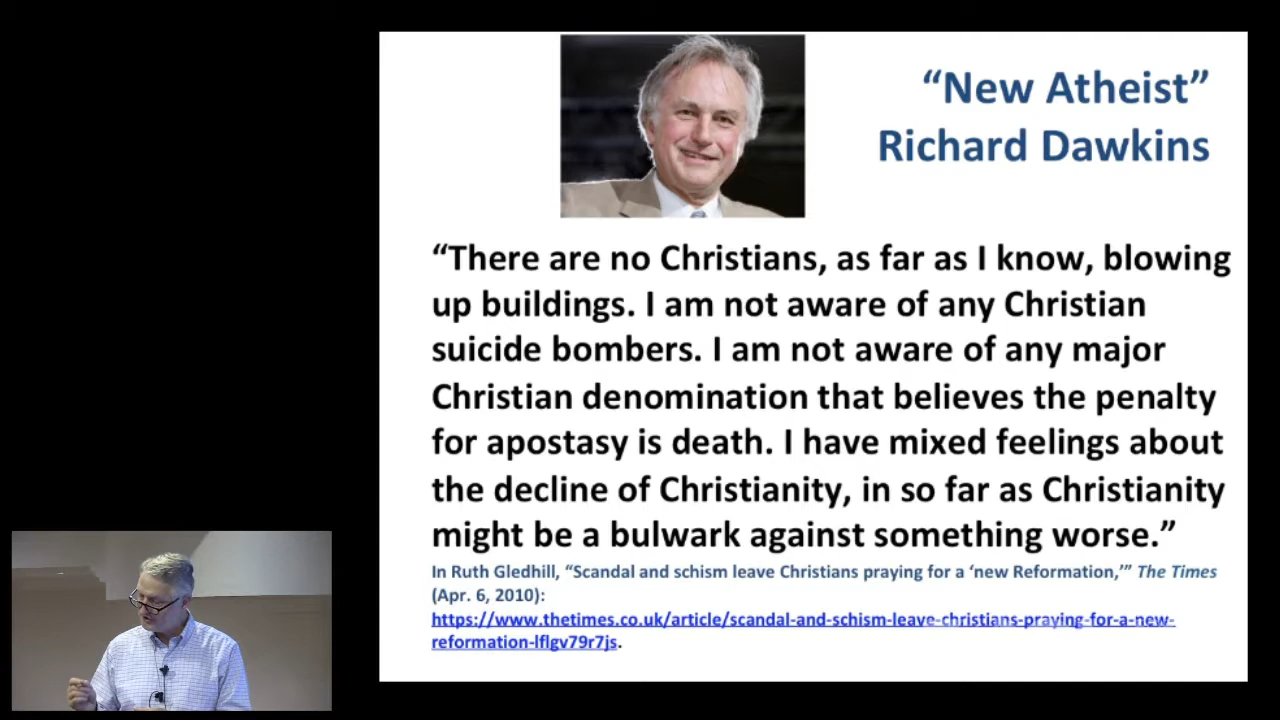 “New Atheist”
Richard Dawkins
“There are no Christians, as far as I know, blowing
up buildings. I am not aware of any Christian
suicide bombers. I am not aware of any major
Christian denomination that believes the penalty
for apostasy is death. I have mixed feelings about
the decline of Christianity, in so far as Christianity
might be a bulwark against something worse.”
In Ruth Gledhill, “Scandal and schism leave Christians praying for a ‘new Reformation,’” The Times
(Apr. 6, 2010):
https://www.thetimes.co.uk/article/scandal-and-schism-leave-christians-praying-for-a-new-
reformation-lflgv79r7js.